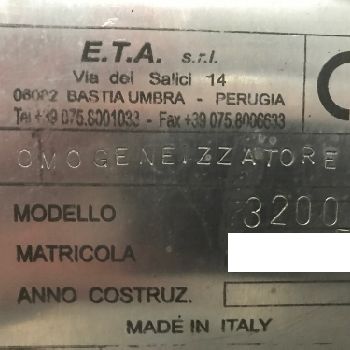 E.T.A. s.r.l.
Via dei Salici 14
06082 BASTIA UMBRA - PERUGIA
Tel +39 075.8001033 - Fax +39 075.8006633
OMOGENEIZZATORE
MODELLO 3200
MATRICOLA
ANNO COSTRUZ.
MADE IN ITALY